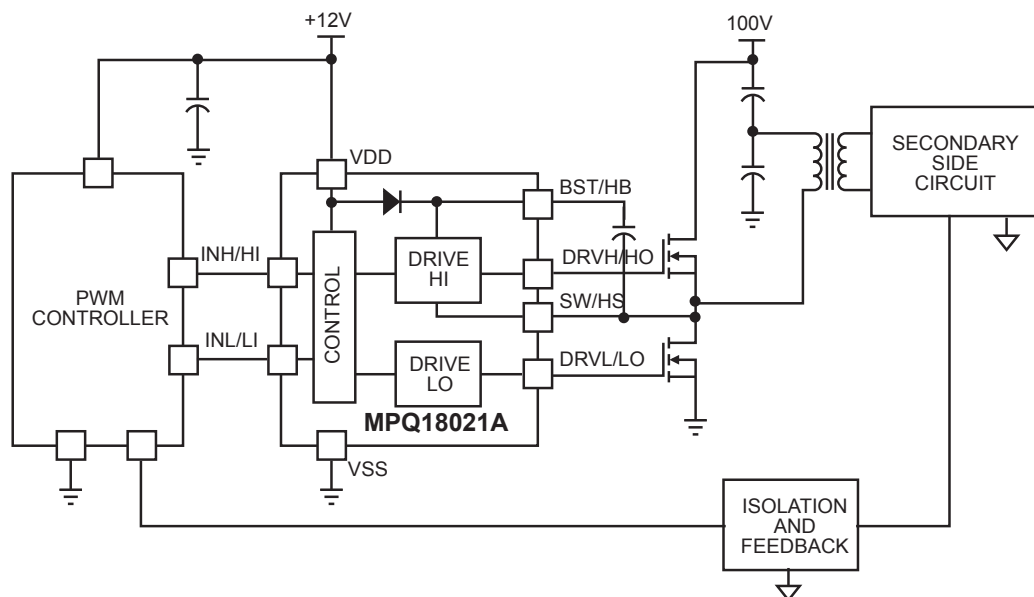 +12V
100V
VDD
SECONDARY
SIDE
CIRCUIT
BST/HB
INH/HI
DRIVE
HI
DRVH/HO
PWM
CONTROLLER
CONTROL
SW/HS
INL/LI
DRIVE
LO
DRVL/LO
MPQ18021A
VSS
ISOLATION
AND
FEEDBACK